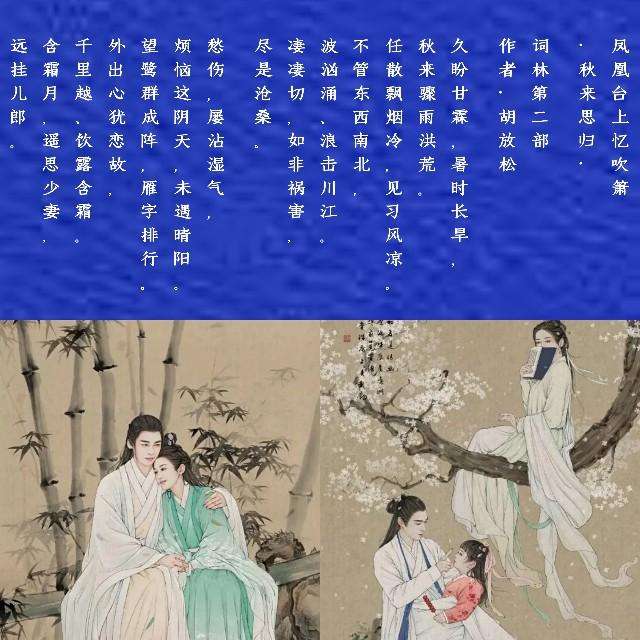 凤凰台上忆吹箫
·秋来思归·
词林第二部
作者·胡放松
久盼甘霖,暑时长旱,
秋来骤雨洪荒。
任散飘烟冷,见习风凉。
不管东西南北,
波汹涌、浪击川江。
凄凄切,如非祸害,
尽是沧桑。
愁伤,屡沾湿气,
烦恼这阴天,未遇晴阳。
望鹭群成阵,雁字排行。
外出心犹恋故,
千里越、饮露含霜。
含霜月,遥思少妻,
远挂儿郎。